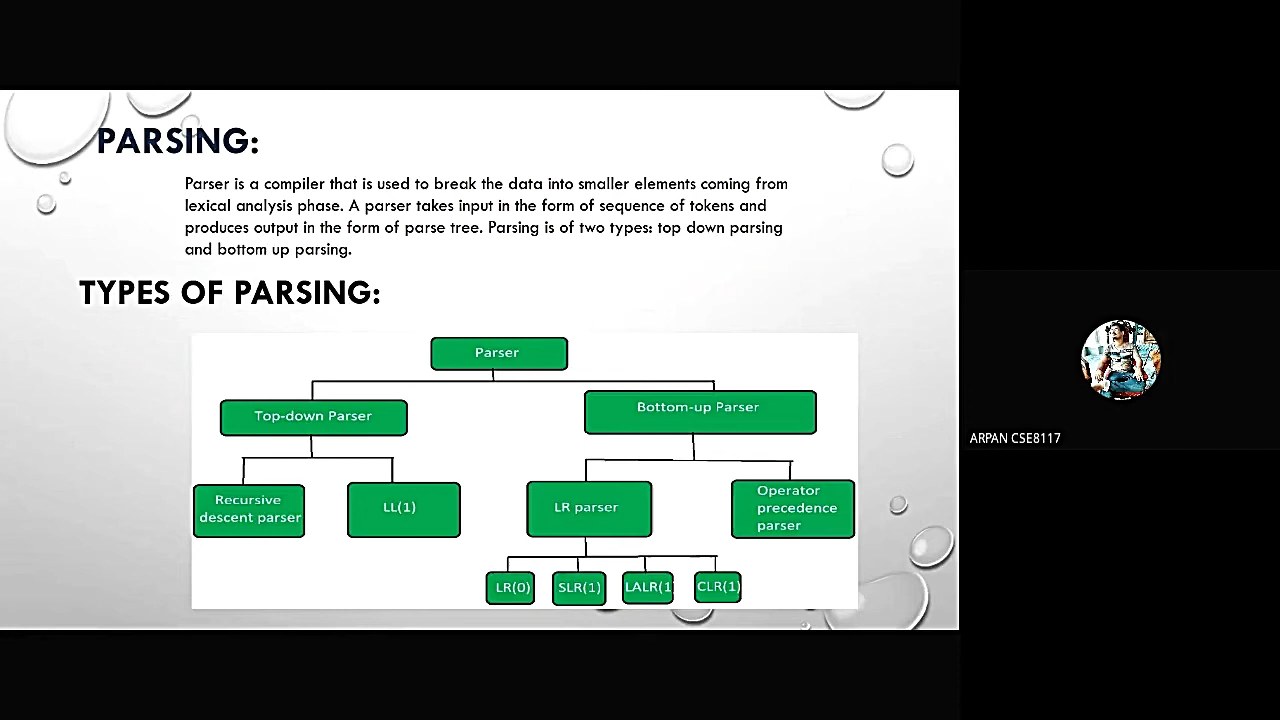 PARSING:
Parser is a compiler that is used to break the data into smaller elements coming from
lexical analysis phase. A parser takes input in the form of sequence of tokens and
produces output in the form of parse tree. Parsing is of two types: top down parsing
and bottom up parsing.
TYPES OF PARSING:
Parser
Top-down Parser
Bottom-up Parser
Recursive
descent parser
LL(1)
LR parser
Operator
precedence
parser
LR(0)
SLR(1)
LALR(1
CLR(1)
ARPAN CSE8117